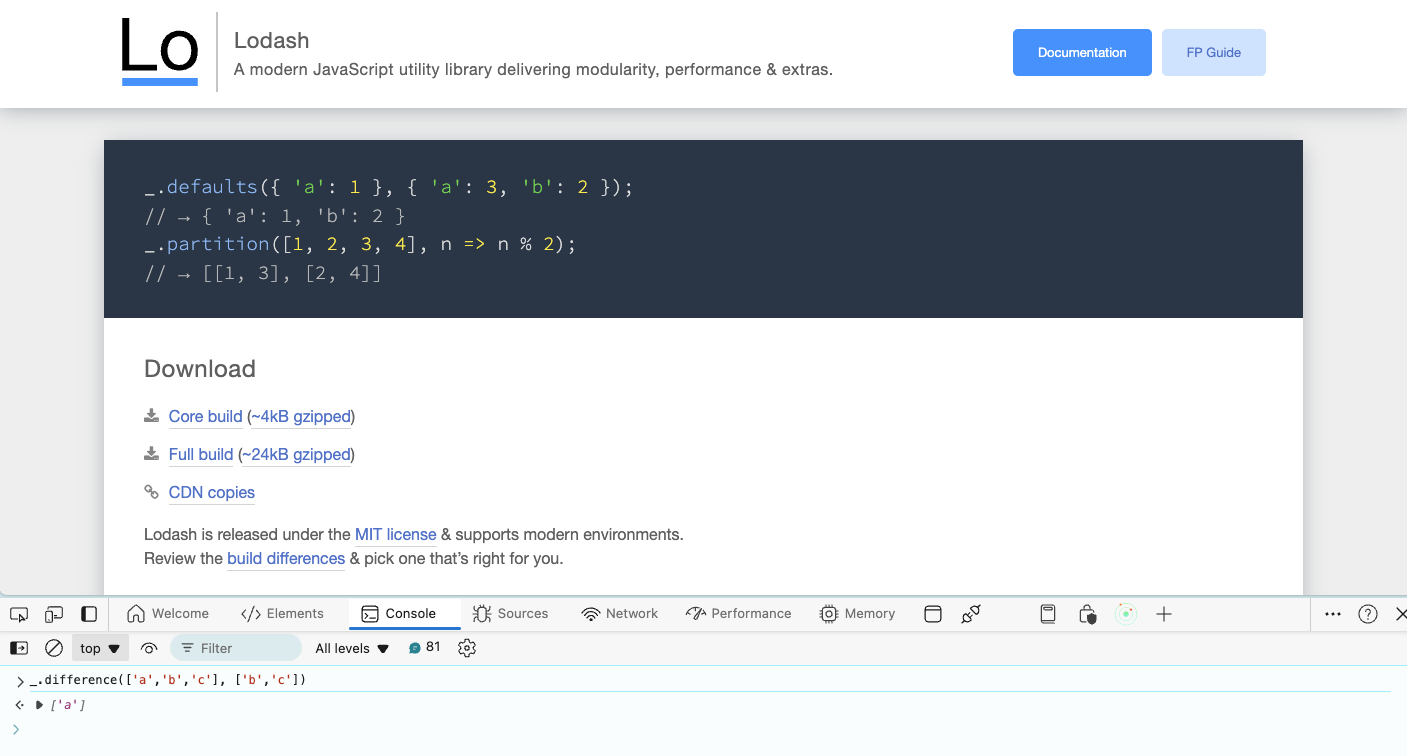 Lo
Lodash
A modern JavaScript utility library delivering modularity, performance & extras.
Documentation
FP Guide
_.defaults({ 'a': 1 }, { 'a': 3, 'b': 2 });
// → { 'a': 1, 'b': 2 }
_.partition([1, 2, 3, 4], n => n % 2);
// → [[1, 3], [2, 4]]
Download
Core build (~4kB gzipped)
Full build (~24kB gzipped)
CDN copies
Lodash is released under the MIT license & supports modern environments.
Review the build differences & pick one that’s right for you.
Welcome </> Elements Console Sources Network Performance Memory
top Filter All levels 81
_.difference(['a','b','c'], ['b','c'])
['a']